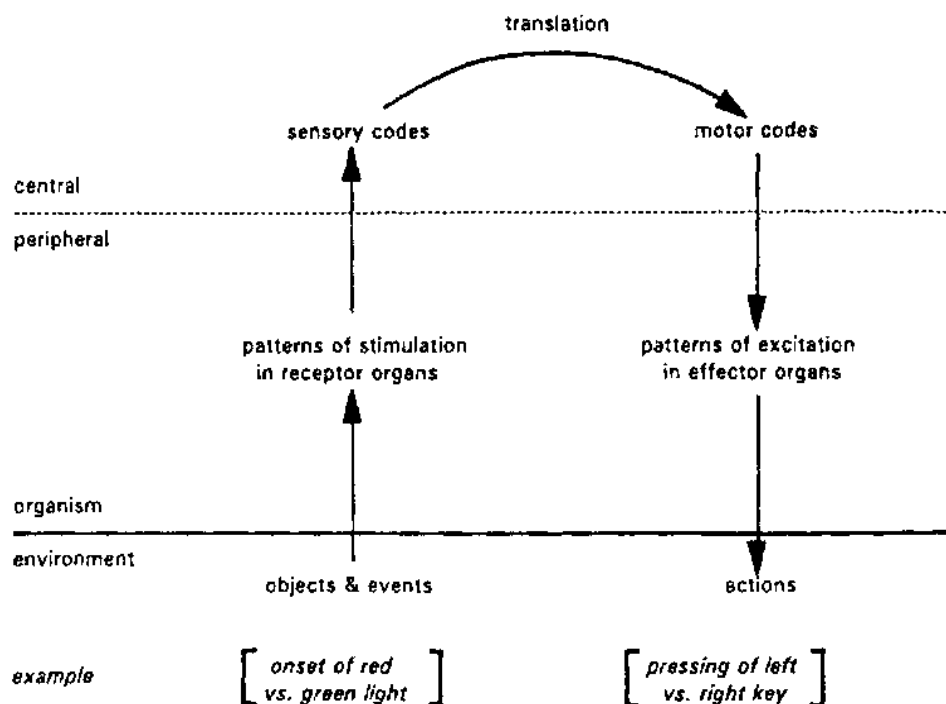 translation
sensory codes
motor codes
central
peripheral
patterns of stimulation
in receptor organs
patterns of excitation
in effector organs
organism
environment
objects & events
actions
example
onset of red
vs. green light
pressing of left
vs. right key